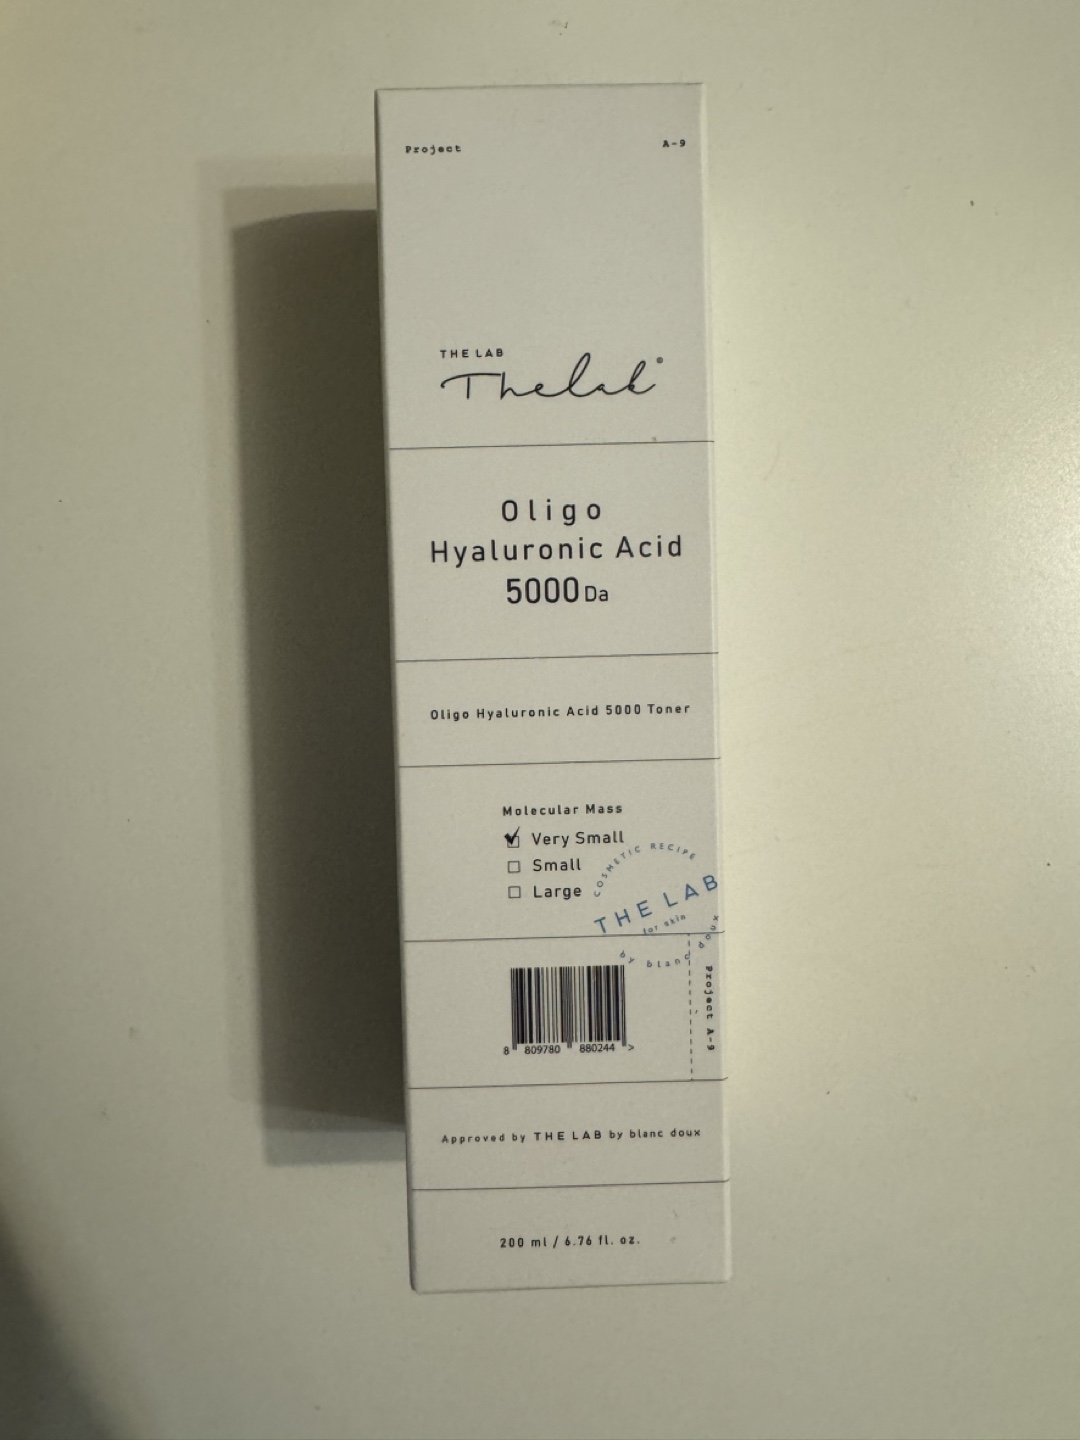 Project A-9
THE LAB
Thelab®
Oligo
Hyaluronic Acid
5000Da
Oligo Hyaluronic Acid 5000 Toner
Molecular Mass
Very Small
Small
Large
COSMETIC RECIPE
THE LAB
for skin
by blanc doux
Project A-9
8 809780 880244 >
Approved by THE LAB by blanc doux
200 ml / 6.76 fl. oz.